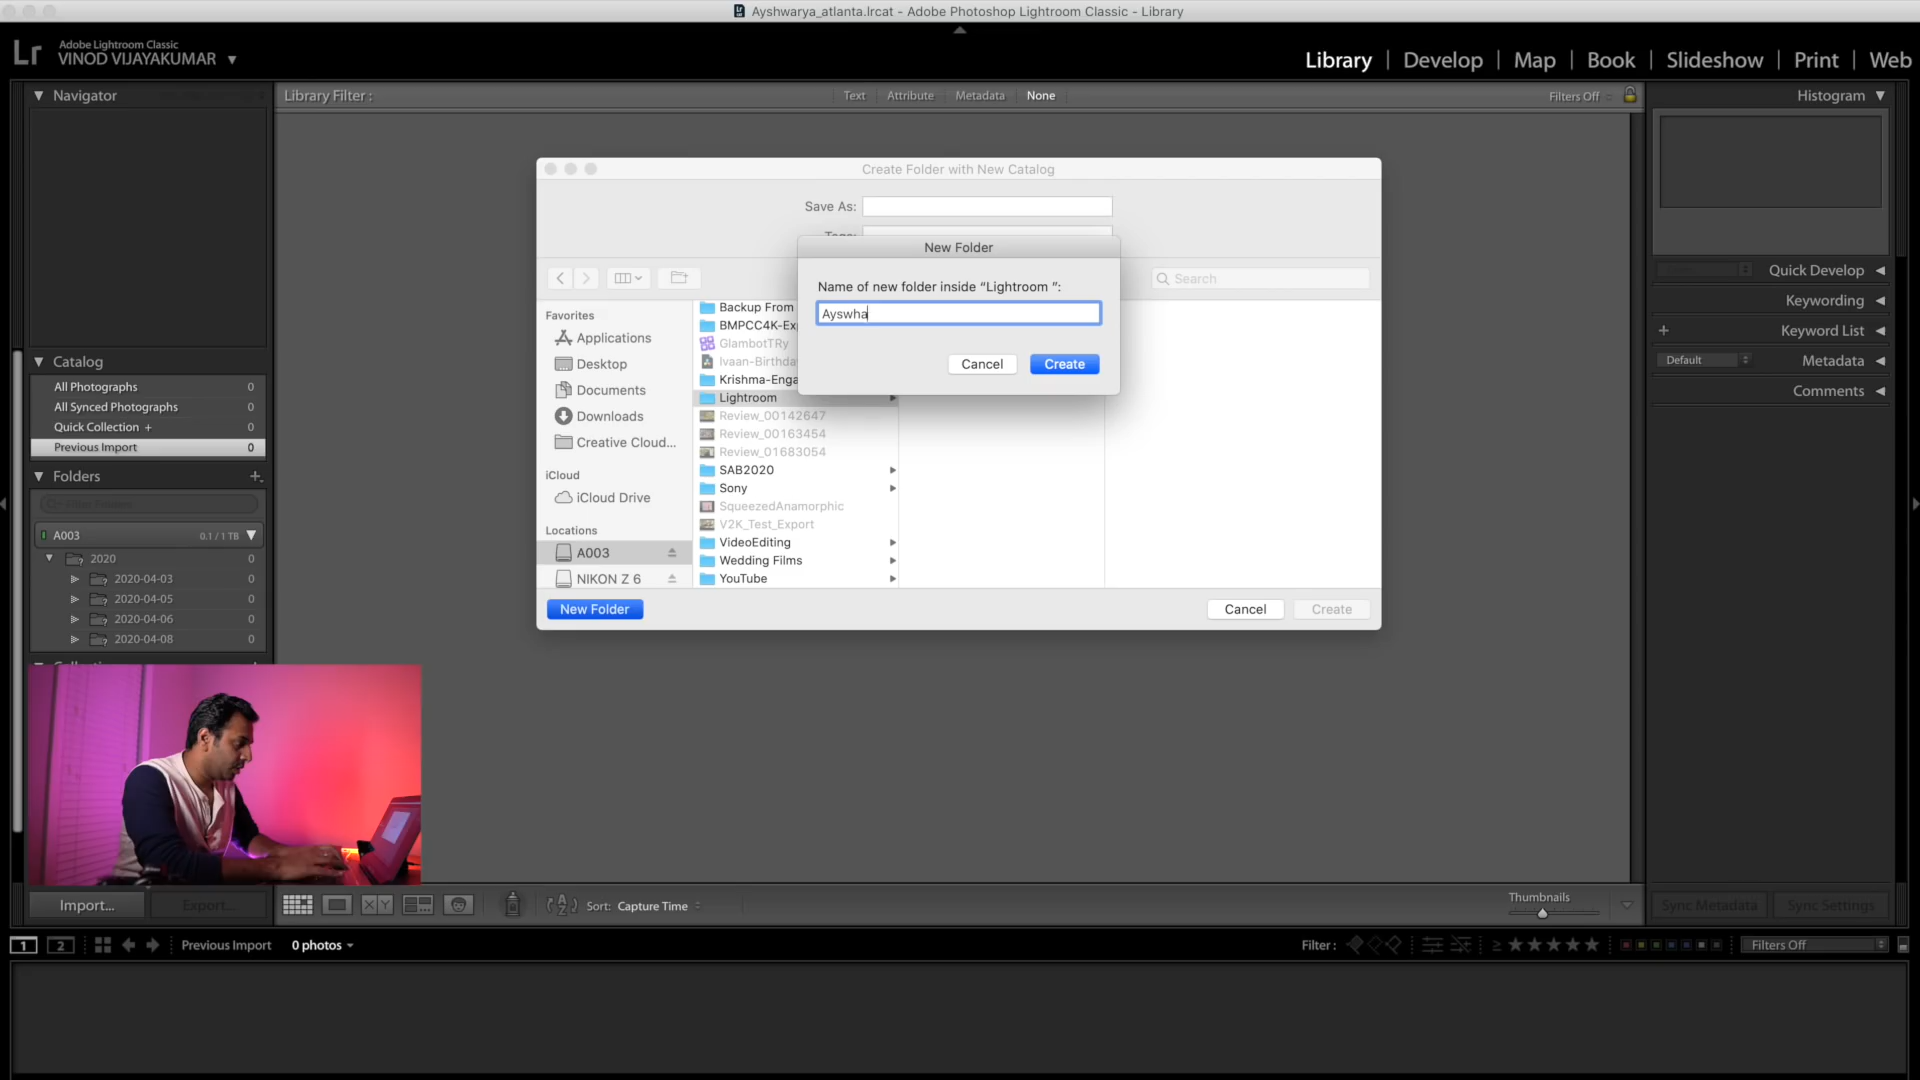 Ayshwarya_atlanta.lrcat - Adobe Photoshop Lightroom Classic - Library
Lr
Adobe Lightroom Classic
VINOD VIJAYAKUMAR
Library | Develop | Map | Book | Slideshow | Print | Web
Navigator
Library Filter :
Text
Attribute
Metadata
None
Filters Off
Histogram
Create Folder with New Catalog
Save As:
New Folder
Name of new folder inside “Lightroom ”:
Ayswha
Cancel
Create
Search
Favorites
Applications
Desktop
Documents
Downloads
Creative Cloud...
iCloud
iCloud Drive
Locations
A003
NIKON Z 6
Backup From
BMPCC4K-Ex
GlambotTRy
Ivaan-Birthda
Krishma-Enga
Lightroom
Review_00142647
Review_00163454
Review_01683054
SAB2020
Sony
SqueezedAnamorphic
V2K_Test_Export
VideoEditing
Wedding Films
YouTube
New Folder
Cancel
Create
Quick Develop
Keywording
+ Keyword List
Default
Metadata
Comments
Catalog
All Photographs 0
All Synced Photographs 0
Quick Collection + 0
Previous Import 0
Folders +
A003 0.1 / 1 TB
2020 0
2020-04-03 0
2020-04-05 0
2020-04-06 0
2020-04-08 0
Import...
Export...
XY
Sort: Capture Time
Thumbnails
Sync Metadata
Sync Settings
1 2
Previous Import
0 photos
Filter :
≥ ★★★★★
Filters Off